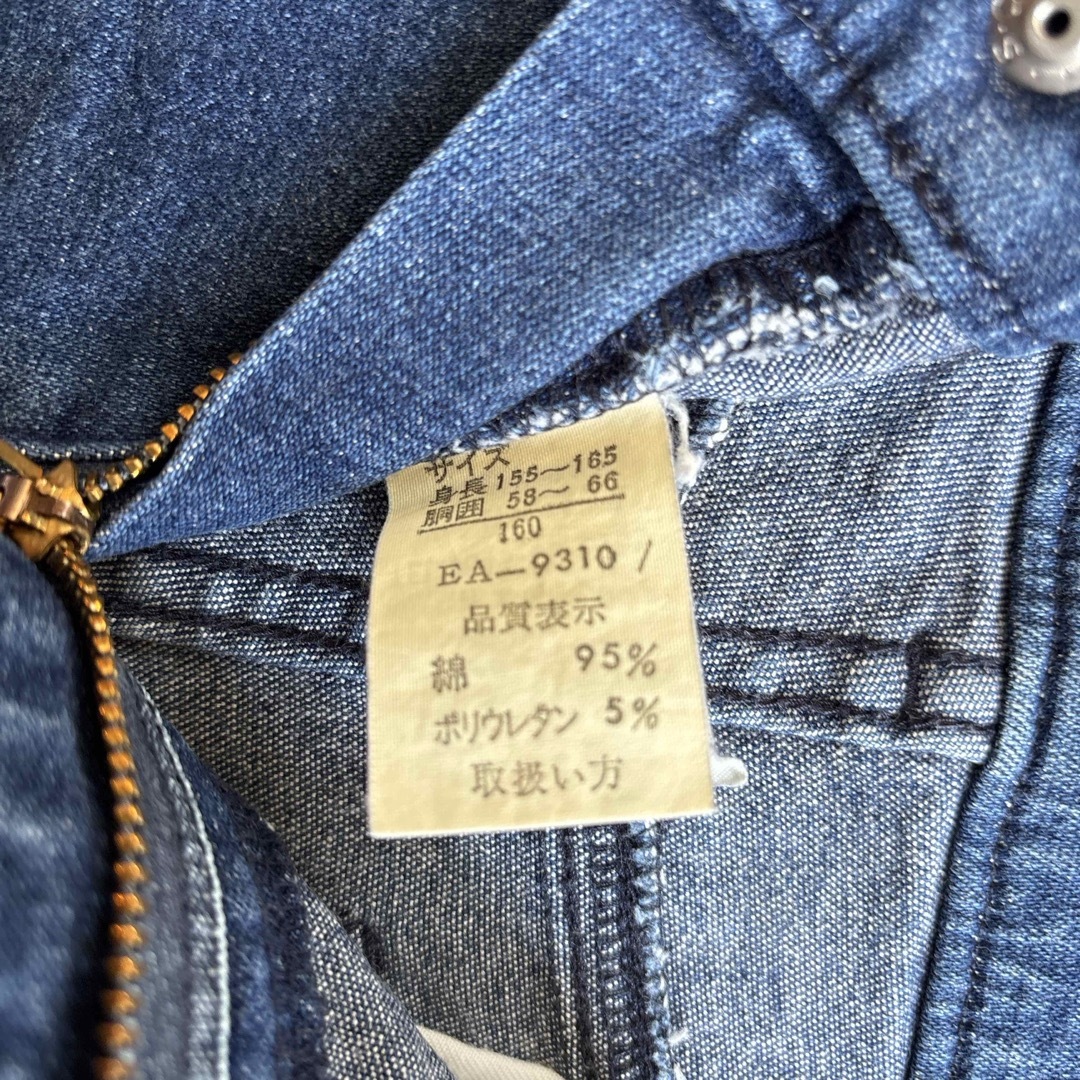 サイズ
身長 155〜165
胴囲 58〜 66
160
EA-9310 /
品質表示
綿 95%
ポリウレタン 5%
取扱い方